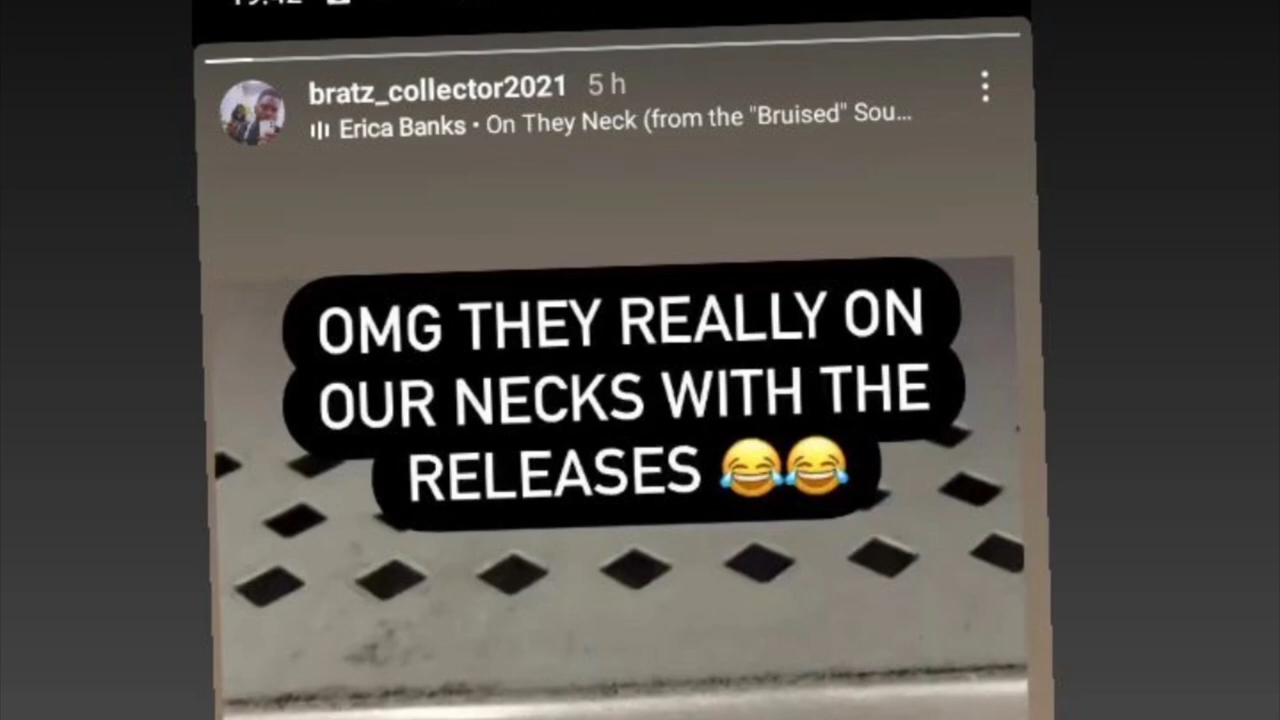 bratz_collector2021 5 h
Erica Banks • On They Neck (from the "Bruised" Sou...
OMG THEY REALLY ON
OUR NECKS WITH THE
RELEASES 😂😂